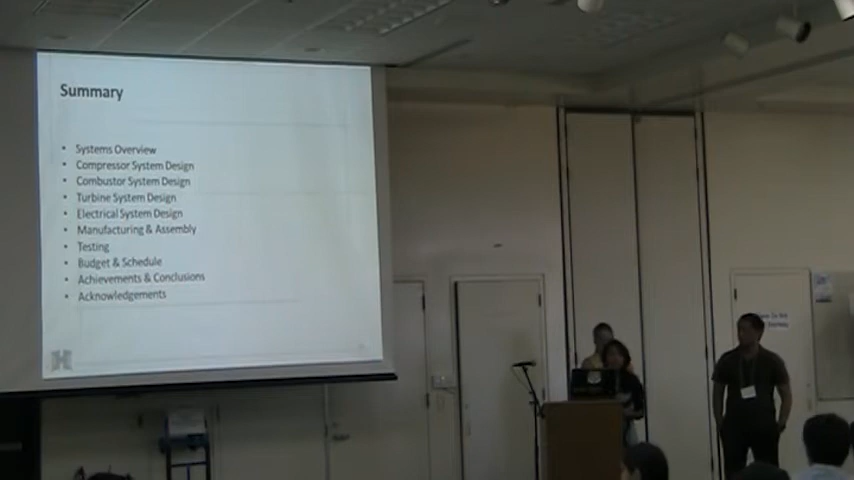 Summary
• Systems Overview
• Compressor System Design
• Combustor System Design
• Turbine System Design
• Electrical System Design
• Manufacturing & Assembly
• Testing
• Budget & Schedule
• Achievements & Conclusions
• Acknowledgements
H